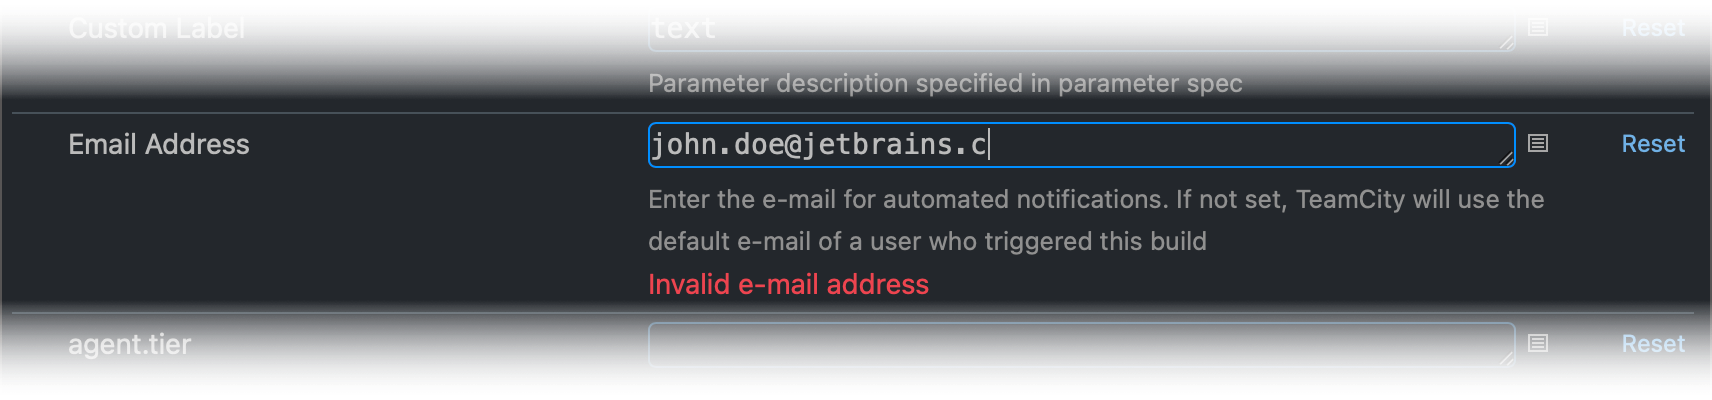 Custom Label text Reset
Parameter description specified in parameter spec
Email Address john.doe@jetbrains.c Reset
Enter the e-mail for automated notifications. If not set, TeamCity will use the
default e-mail of a user who triggered this build
Invalid e-mail address
agent.tier Reset